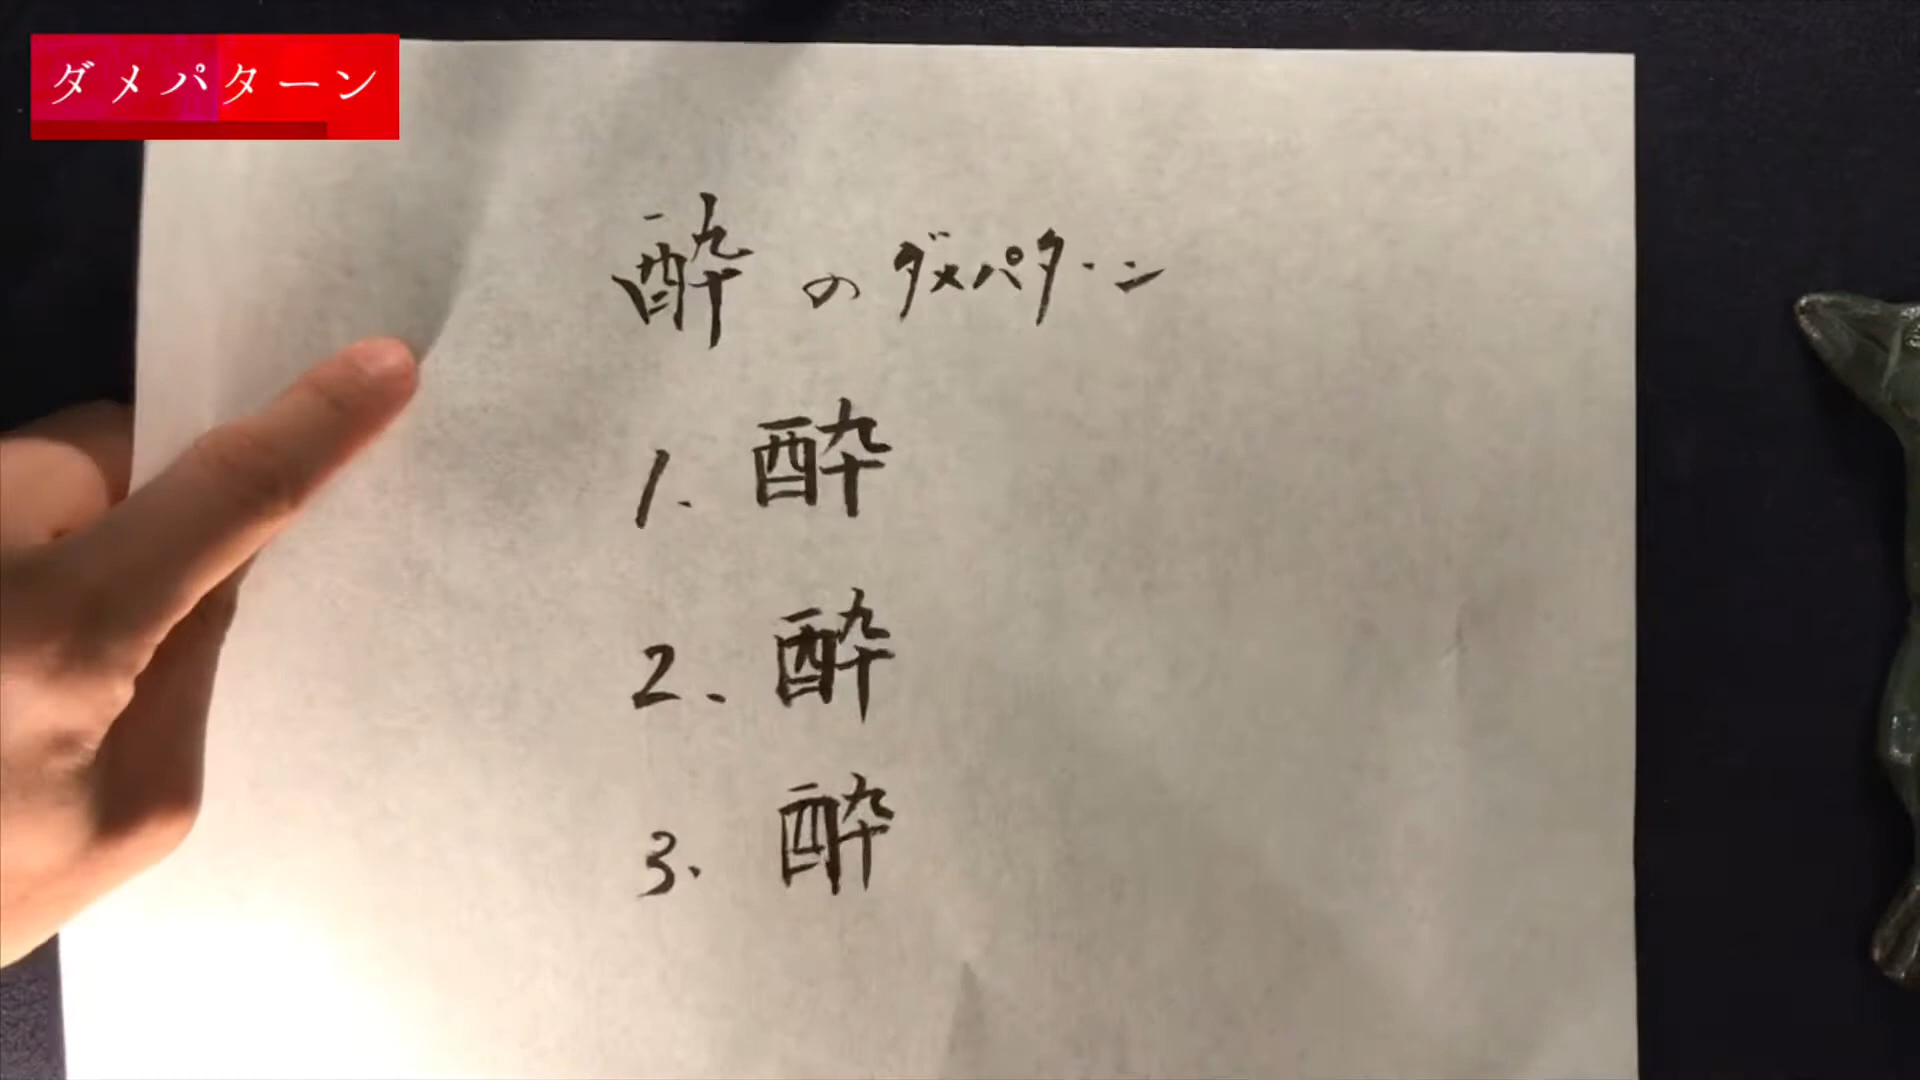 ダメパターン
酔のダメパターン
1. 酔
2. 酔
3. 酔